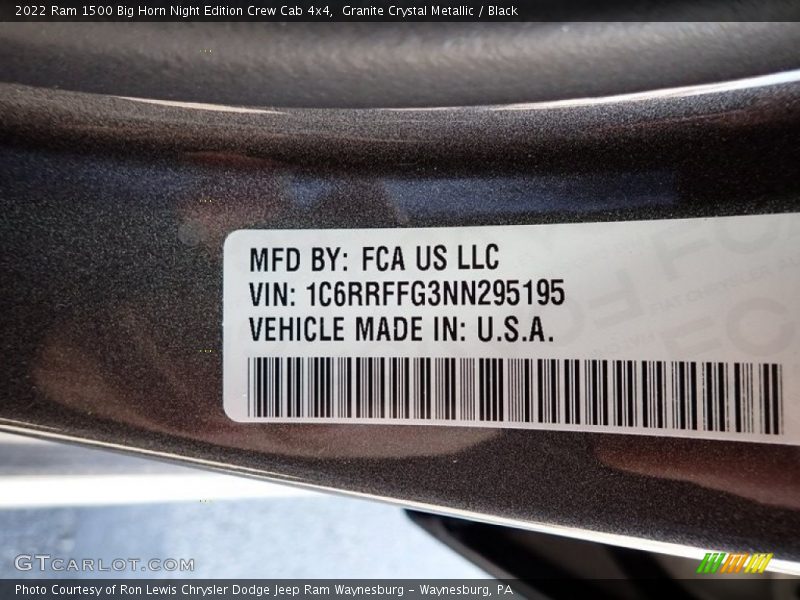 2022 Ram 1500 Big Horn Night Edition Crew Cab 4x4,  Granite Crystal Metallic / Black
MFD BY: FCA US LLC
VIN: 1C6RRFFG3NN295195
VEHICLE MADE IN: U.S.A.
GTCARLOT.COM
Photo Courtesy of Ron Lewis Chrysler Dodge Jeep Ram Waynesburg - Waynesburg, PA